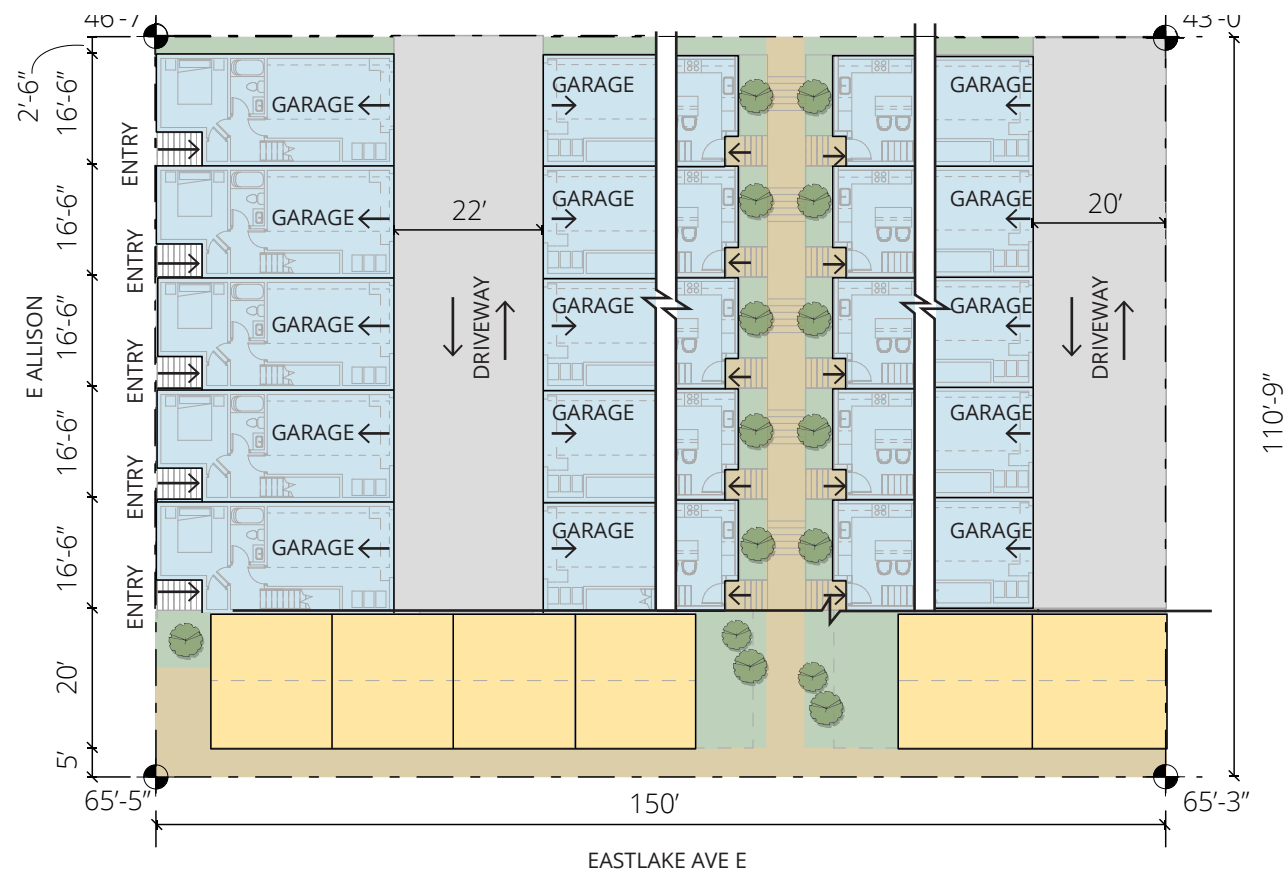 46'-7"
43'-0"
2'-6"
16'-6"
16'-6"
16'-6"
16'-6"
16'-6"
20'
5'
E ALLISON
ENTRY
ENTRY
ENTRY
ENTRY
ENTRY
GARAGE
GARAGE
GARAGE
GARAGE
GARAGE
22'
DRIVEWAY
GARAGE
GARAGE
GARAGE
GARAGE
GARAGE
GARAGE
GARAGE
GARAGE
GARAGE
GARAGE
20'
DRIVEWAY
110'-9"
65'-5"
150'
65'-3"
EASTLAKE AVE E